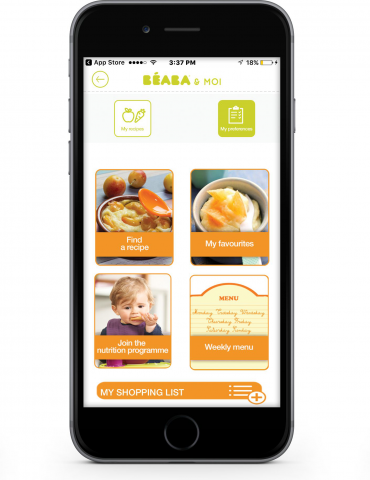 App Store 3:37 PM 18%
BÉABA & MOI
My recipes My preferences
Find
a recipe
My favourites
Join the
nutrition programme
MENU
Sunday Tuesday Wednesday
Thursday Friday
Saturday Sunday
Weekly menu
MY SHOPPING LIST